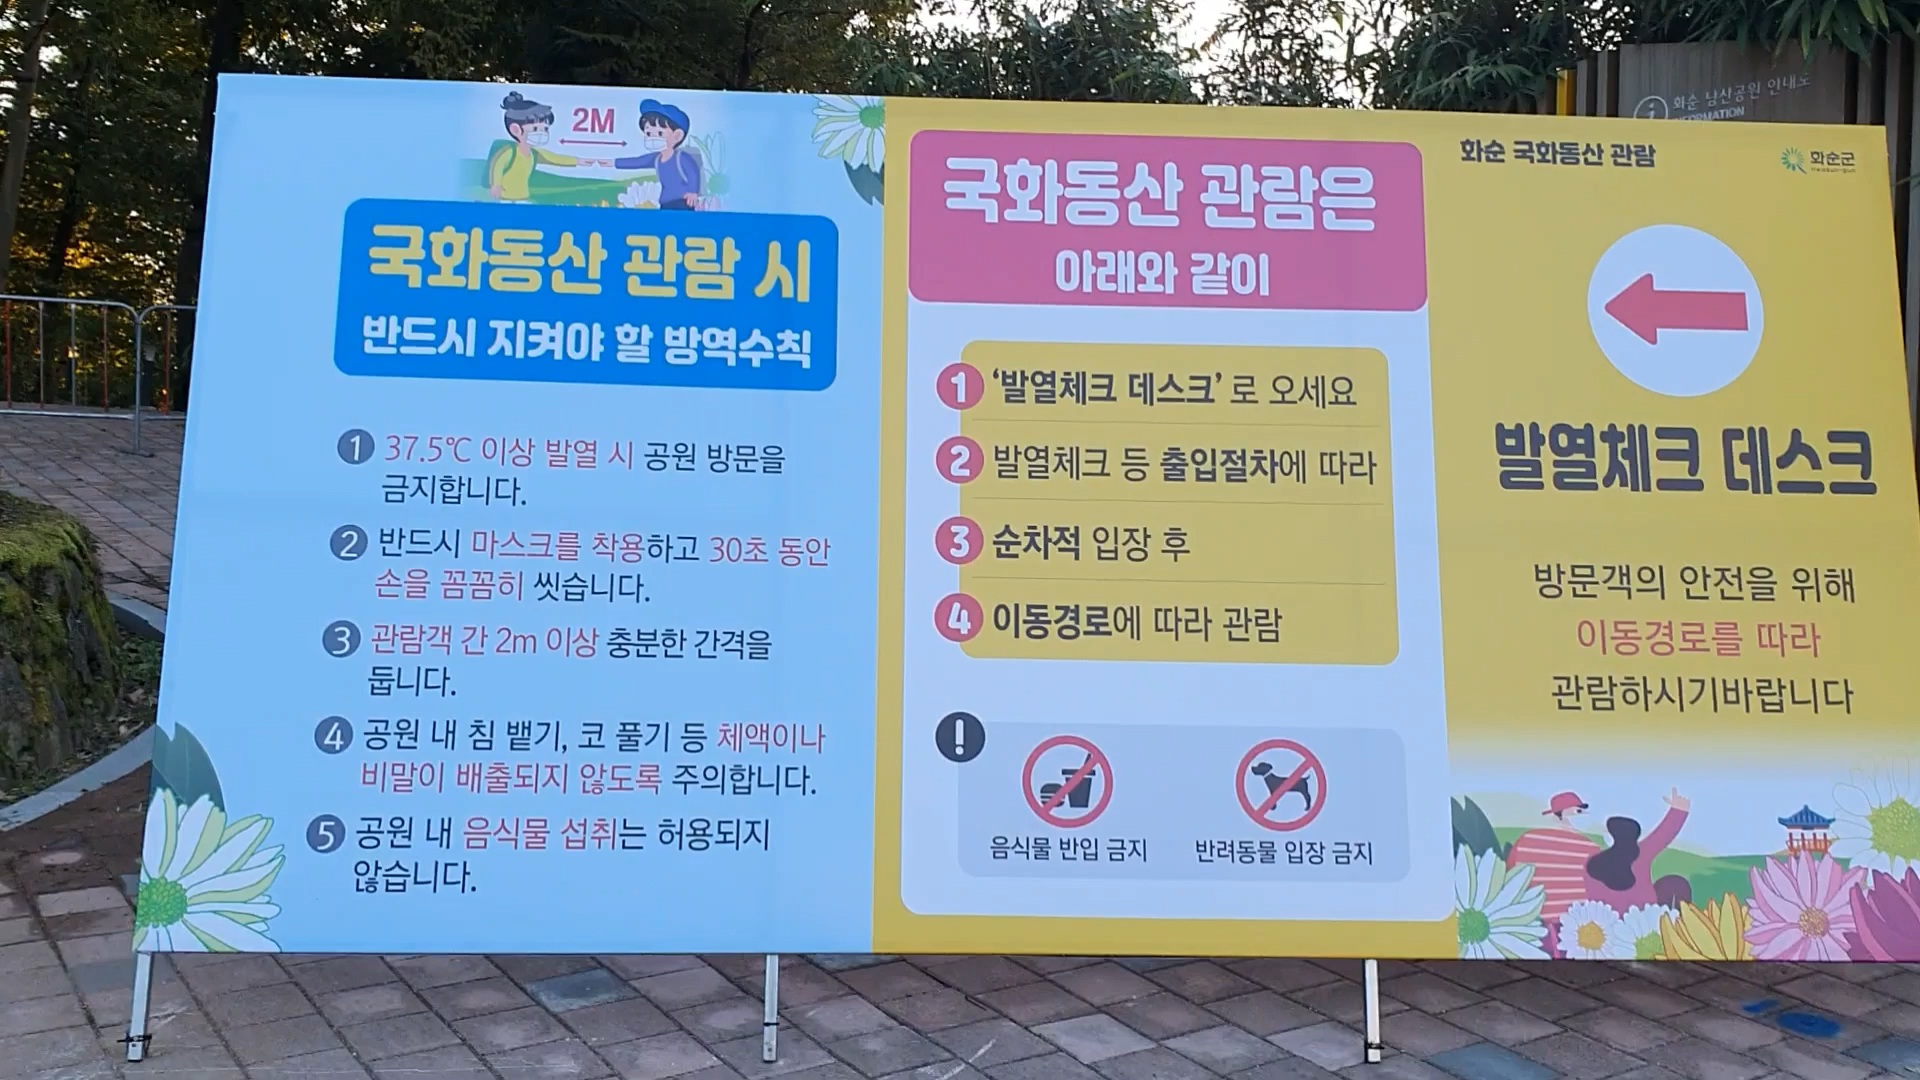 2M
국화동산 관람 시
반드시 지켜야 할 방역수칙
1 37.5℃ 이상 발열 시 공원 방문을
금지합니다.
2 반드시 마스크를 착용하고 30초 동안
손을 꼼꼼히 씻습니다.
3 관람객 간 2m 이상 충분한 간격을
둡니다.
4 공원 내 침 뱉기, 코 풀기 등 체액이나
비말이 배출되지 않도록 주의합니다.
5 공원 내 음식물 섭취는 허용되지
않습니다.
국화동산 관람은
아래와 같이
1 '발열체크 데스크'로 오세요
2 발열체크 등 출입절차에 따라
3 순차적 입장 후
4 이동경로에 따라 관람
!
음식물 반입 금지
반려동물 입장 금지
화순 남산공원 안내도
i INFORMATION
화순 국화동산 관람
화순군
발열체크 데스크
방문객의 안전을 위해
이동경로를 따라
관람하시기바랍니다